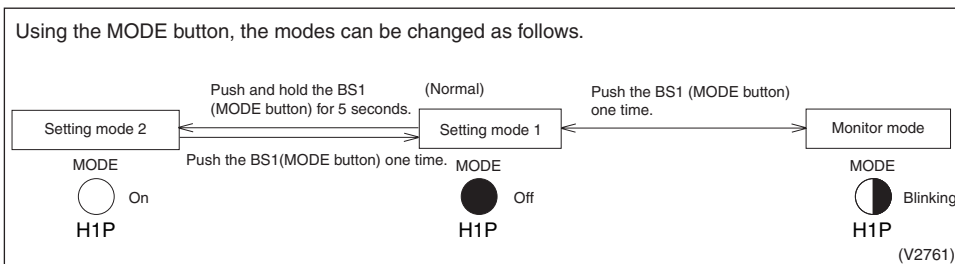 Using the MODE button, the modes can be changed as follows.
Push and hold the BS1
(MODE button) for 5 seconds.
(Normal)
Push the BS1 (MODE button)
one time.
Setting mode 2
Setting mode 1
Monitor mode
Push the BS1(MODE button) one time.
MODE
On
H1P
MODE
Off
H1P
MODE
Blinking
H1P
(V2761)